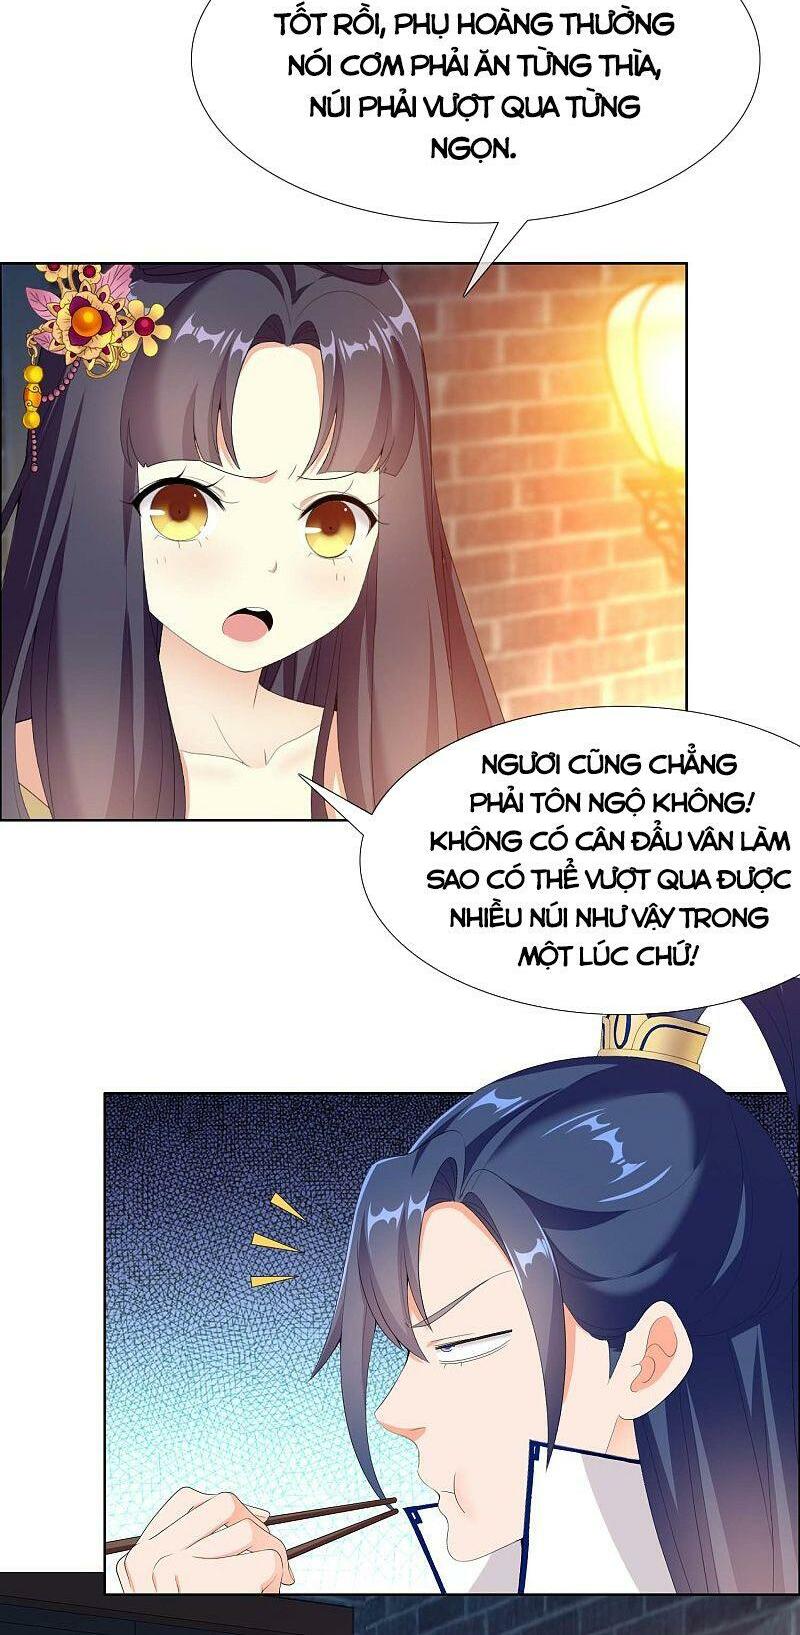 TỐT RỒI, PHỤ HOÀNG THƯỜNG
NÓI CƠM PHẢI ĂN TỪNG THÌA,
NÚI PHẢI VƯỢT QUA TỪNG
NGỌN.
NGƯƠI CŨNG CHẲNG
PHẢI TÔN NGỘ KHÔNG!
KHÔNG CÓ CÂN ĐẨU VÂN LÀM
SAO CÓ THỂ VƯỢT QUA ĐƯỢC
NHIỀU NÚI NHƯ VẬY TRONG
MỘT LÚC CHỨ!